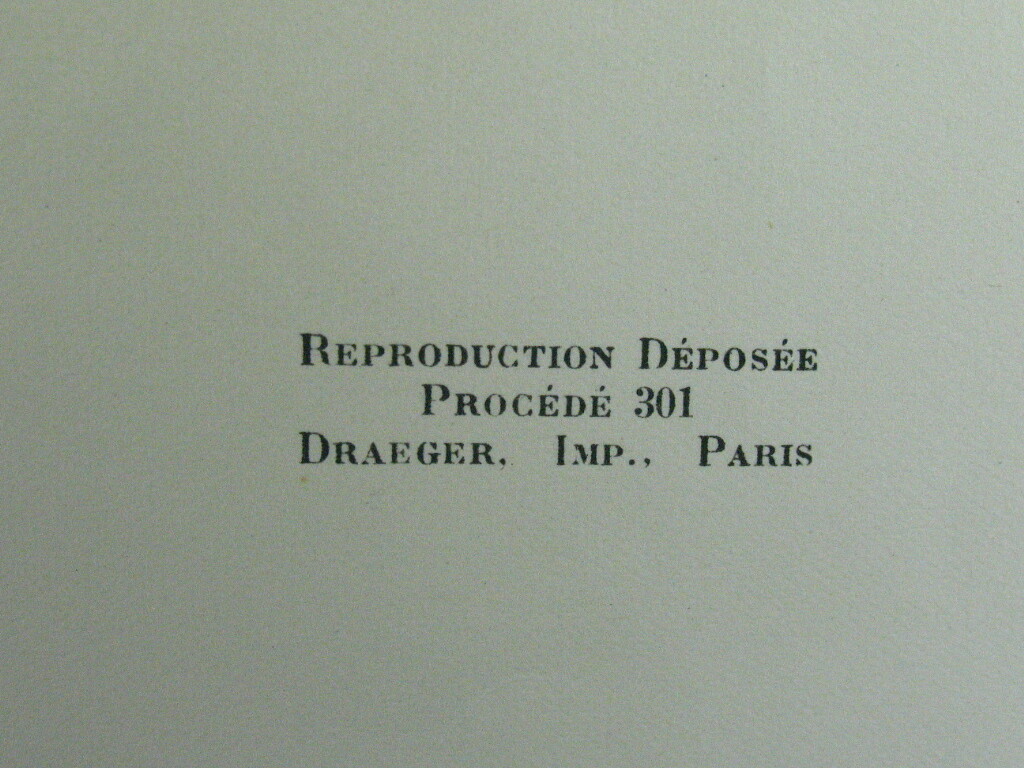 REPRODUCTION DÉPOSÉE
PROCÉDÉ 301
DRAEGER, IMP., PARIS